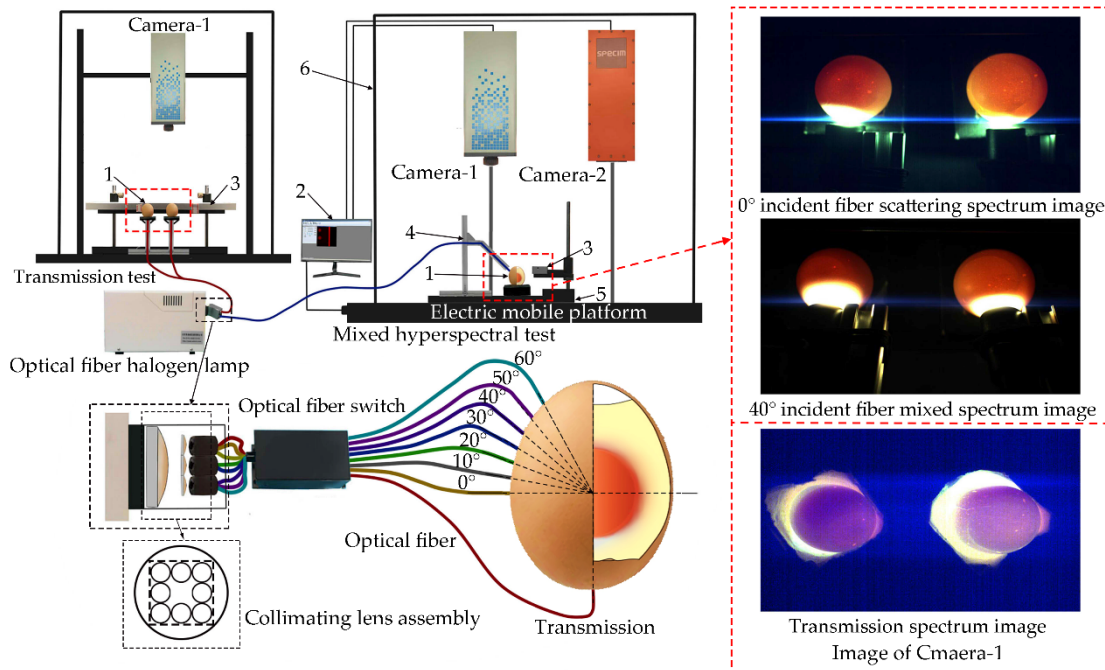 Camera-1
1
3
Transmission test
Optical fiber halogen lamp
6
SPECIM
Camera-1
Camera-2
2
4
1
3
5
Electric mobile platform
Mixed hyperspectral test
Optical fiber switch
60°
50°
40°
30°
20°
10°
0°
Optical fiber
Transmission
Collimating lens assembly
0° incident fiber scattering spectrum image
40° incident fiber mixed spectrum image
Transmission spectrum image
Image of Cmaera-1